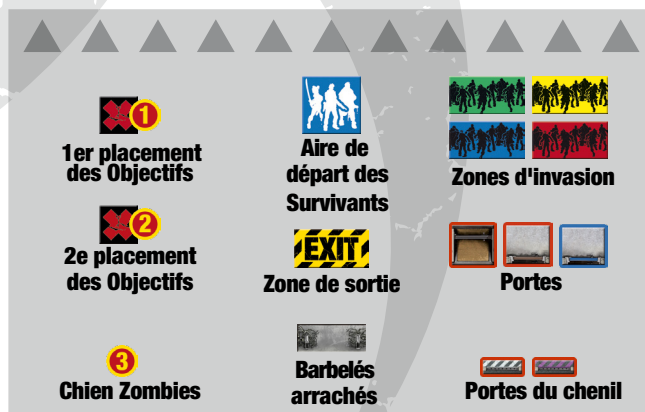 1
1er placement
des Objectifs
Aire de
départ des
Survivants
Zones d'invasion
2
2e placement
des Objectifs
EXIT
Zone de sortie
Portes
3
Chien Zombies
Barbelés
arrachés
Portes du chenil